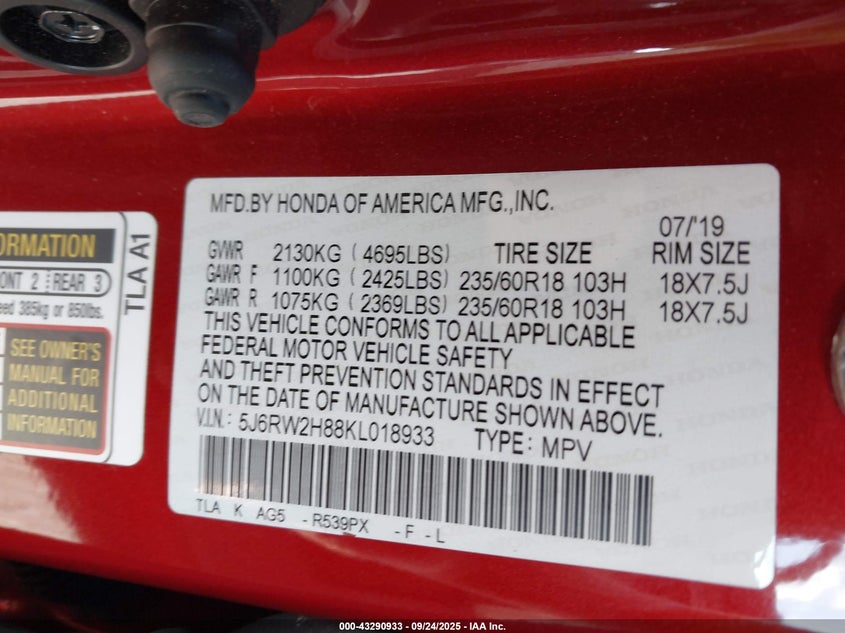 MFD.BY HONDA OF AMERICA MFG.,INC.
07/'19
GVWR 2130KG ( 4695LBS) TIRE SIZE RIM SIZE
GAWR F 1100KG ( 2425LBS) 235/60R18 103H 18X7.5J
GAWR R 1075KG ( 2369LBS) 235/60R18 103H 18X7.5J
THIS VEHICLE CONFORMS TO ALL APPLICABLE
FEDERAL MOTOR VEHICLE SAFETY
AND THEFT PREVENTION STANDARDS IN EFFECT
ON THE DATE OF MANUFACTURE SHOWN ABOVE.
V.I.N.: 5J6RW2H88KL018933 TYPE: MPV
TLA K AG5 -R539PX -F -L
ORMATION
ONT 2 REAR 3
eed 385kg or 850lbs.
SEE OWNER'S
MANUAL FOR
ADDITIONAL
INFORMATION
TLA A1
000-43290933 - 09/24/2025 - IAA Inc.